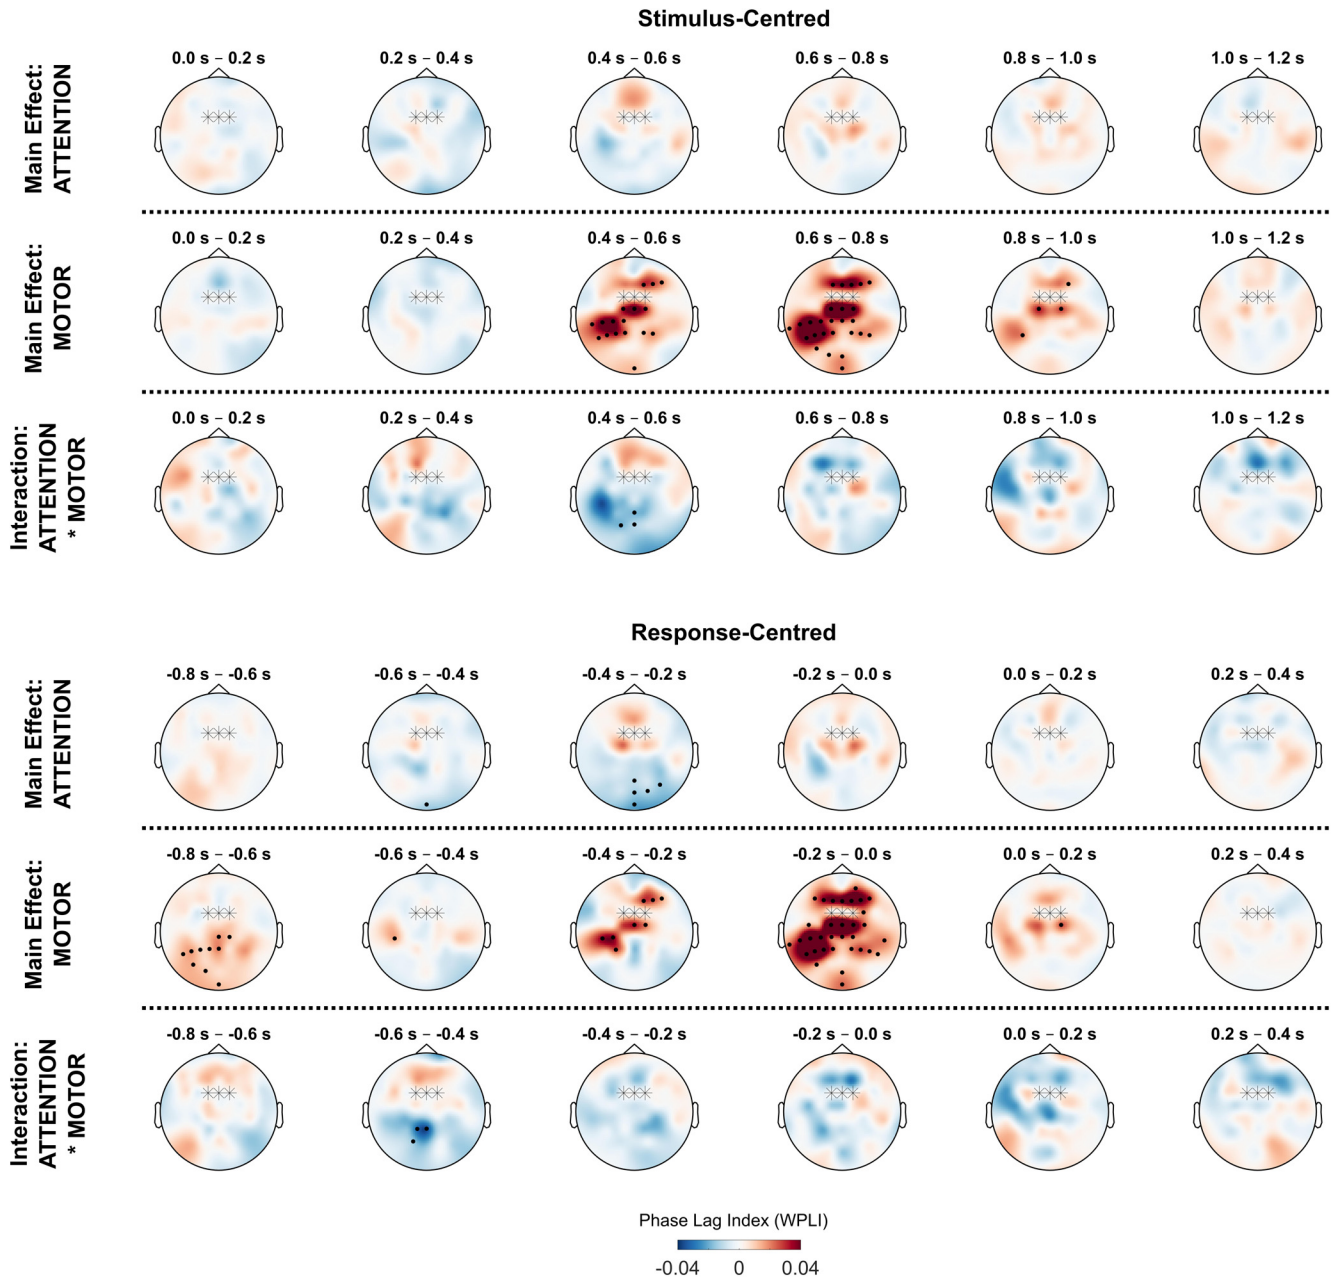 Stimulus-Centred
Main Effect:
ATTENTION
0.0 s – 0.2 s 0.2 s – 0.4 s 0.4 s – 0.6 s 0.6 s – 0.8 s 0.8 s – 1.0 s 1.0 s – 1.2 s
Main Effect:
MOTOR
0.0 s – 0.2 s 0.2 s – 0.4 s 0.4 s – 0.6 s 0.6 s – 0.8 s 0.8 s – 1.0 s 1.0 s – 1.2 s
Interaction:
ATTENTION
* MOTOR
0.0 s – 0.2 s 0.2 s – 0.4 s 0.4 s – 0.6 s 0.6 s – 0.8 s 0.8 s – 1.0 s 1.0 s – 1.2 s
Response-Centred
Main Effect:
ATTENTION
-0.8 s – -0.6 s -0.6 s – -0.4 s -0.4 s – -0.2 s -0.2 s – 0.0 s 0.0 s – 0.2 s 0.2 s – 0.4 s
Main Effect:
MOTOR
-0.8 s – -0.6 s -0.6 s – -0.4 s -0.4 s – -0.2 s -0.2 s – 0.0 s 0.0 s – 0.2 s 0.2 s – 0.4 s
Interaction:
ATTENTION
* MOTOR
-0.8 s – -0.6 s -0.6 s – -0.4 s -0.4 s – -0.2 s -0.2 s – 0.0 s 0.0 s – 0.2 s 0.2 s – 0.4 s
Phase Lag Index (WPLI)
-0.04 0 0.04